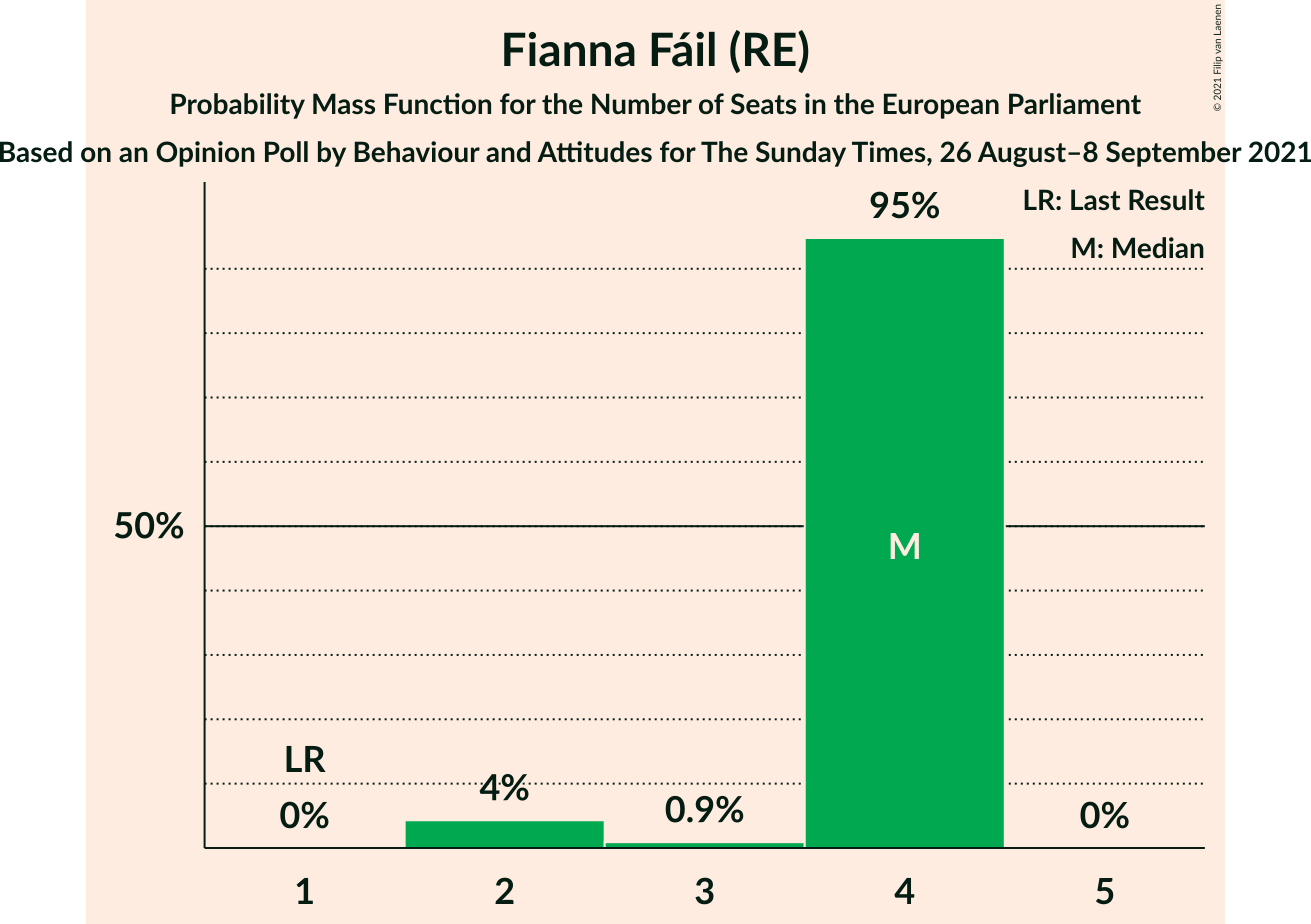 Fianna Fáil (RE)
Probability Mass Function for the Number of Seats in the European Parliament
Based on an Opinion Poll by Behaviour and Attitudes for The Sunday Times, 26 August–8 September 2021
© 2021 Filip van Laenen
LR: Last Result
M: Median
95%
50%
M
LR
0%
4%
0.9%
0%
1
2
3
4
5